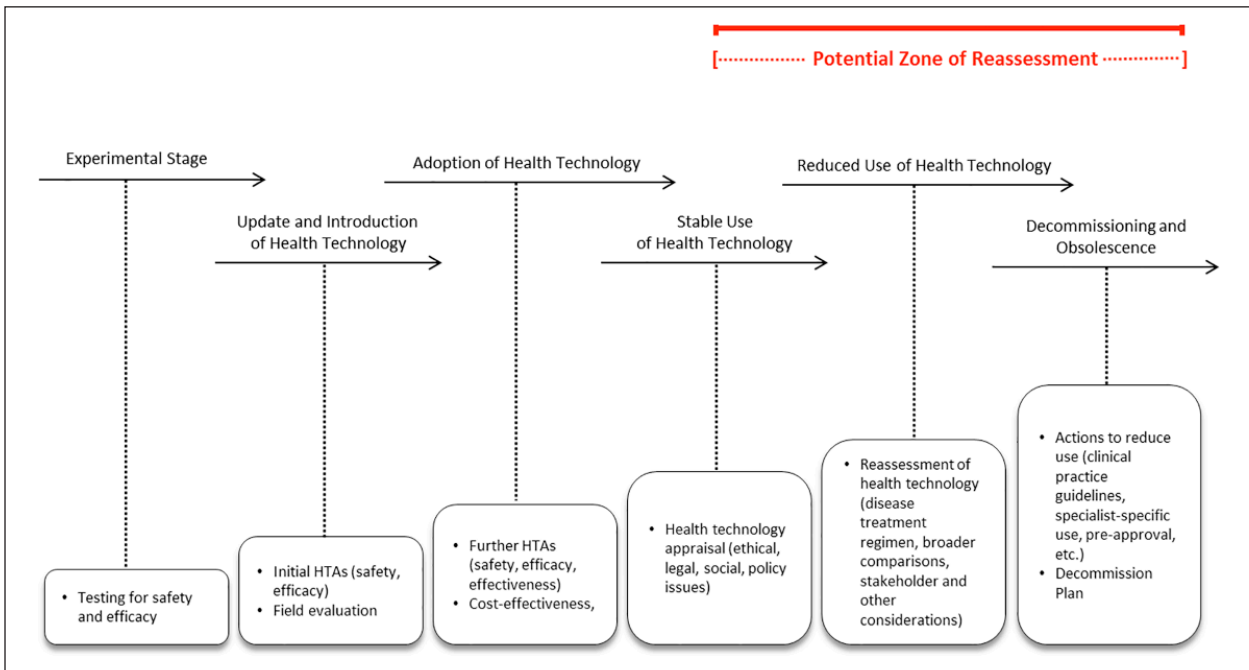 Potential Zone of Reassessment
Experimental Stage
Update and Introduction
of Health Technology
Adoption of Health Technology
Stable Use
of Health Technology
Reduced Use of Health Technology
Decommissioning and
Obsolescence
• Testing for safety
and efficacy
• Initial HTAs (safety,
efficacy)
• Field evaluation
• Further HTAs
(safety, efficacy,
effectiveness)
• Cost-effectiveness,
• Health technology
appraisal (ethical,
legal, social, policy
issues)
• Reassessment of
health technology
(disease
treatment
regimen, broader
comparisons,
stakeholder and
other
considerations)
• Actions to reduce
use (clinical
practice
guidelines,
specialist-specific
use, pre-approval,
etc.)
• Decommission
Plan